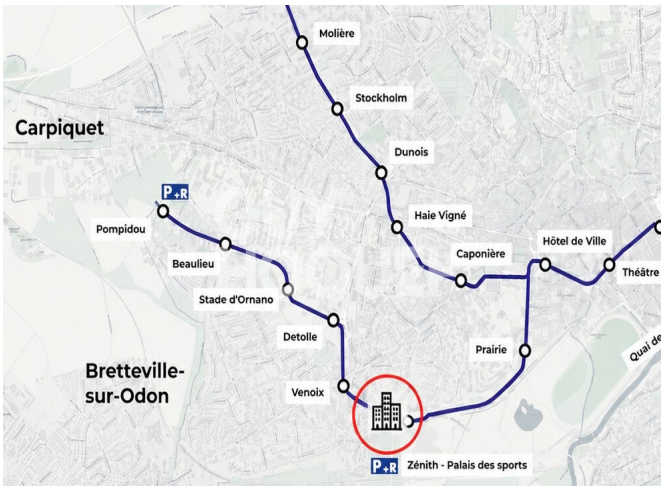 Molière
Stockholm
Carpiquet
Dunois
P+R
Haie Vigné
Pompidou
Hôtel de Ville
Caponière
Beaulieu
Théâtre
Stade d'Ornano
Detolle
Quai de
Prairie
Bretteville-
sur-Odon
Venoix
P+R Zénith - Palais des sports